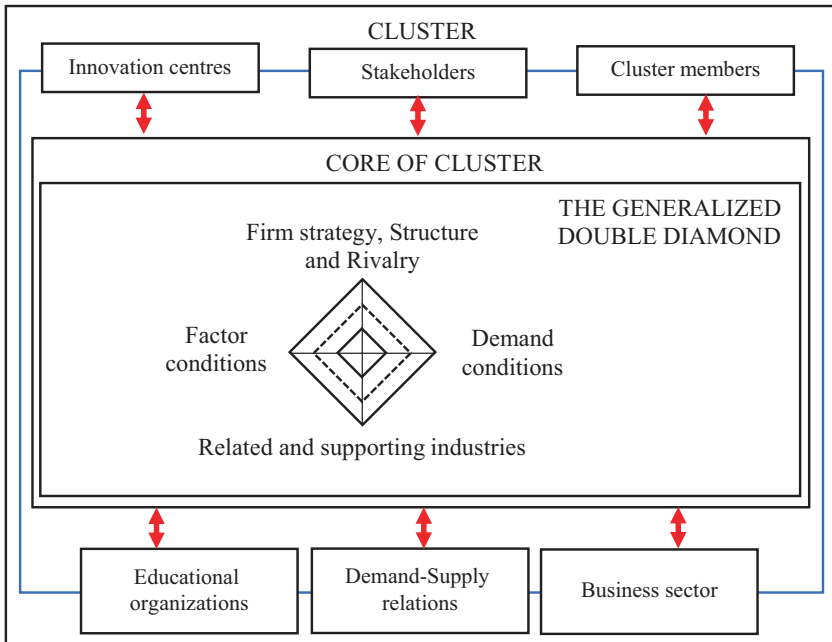 CLUSTER
Innovation centres
Stakeholders
Cluster members
CORE OF CLUSTER
THE GENERALIZED
DOUBLE DIAMOND
Firm strategy, Structure
and Rivalry
Factor
conditions
Demand
conditions
Related and supporting industries
Educational
organizations
Demand-Supply
relations
Business sector